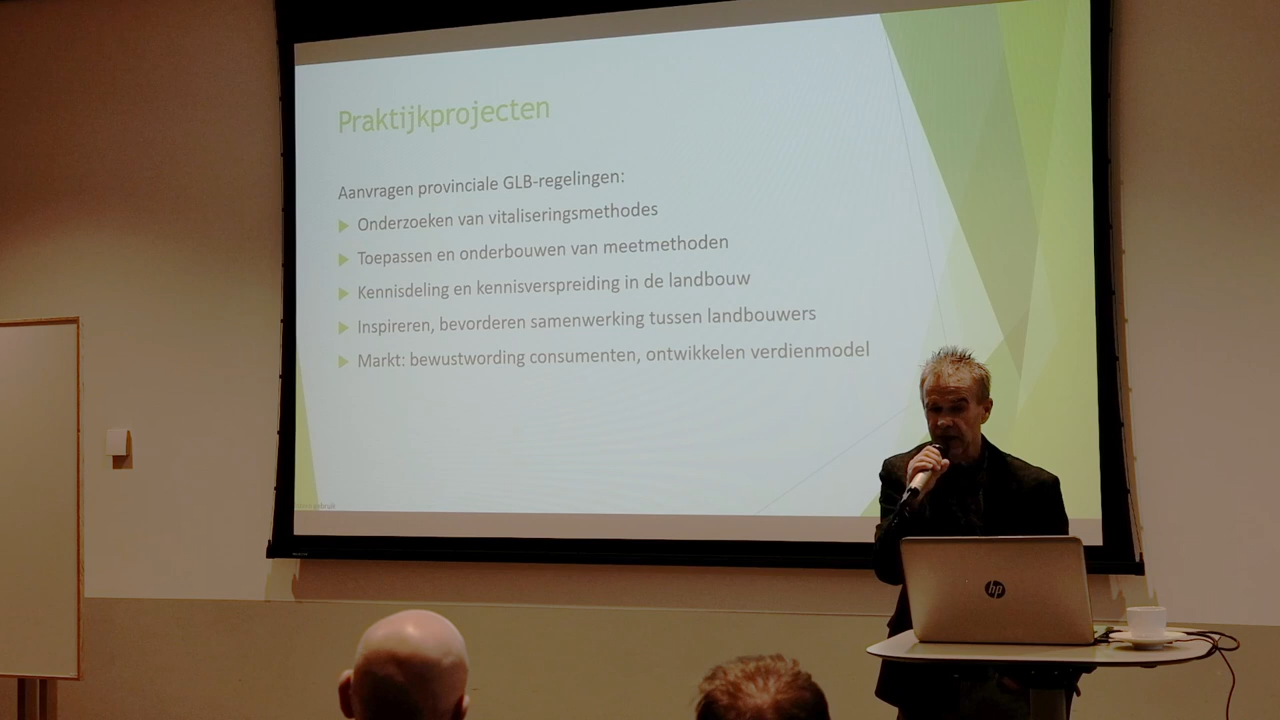 Praktijkprojecten
Aanvragen provinciale GLB-regelingen:
Onderzoeken van vitaliseringsmethodes
Toepassen en onderbouwen van meetmethoden
Kennisdeling en kennisverspreiding in de landbouw
Inspireren, bevorderen samenwerking tussen landbouwers
Markt: bewustwording consumenten, ontwikkelen verdienmodel
hp